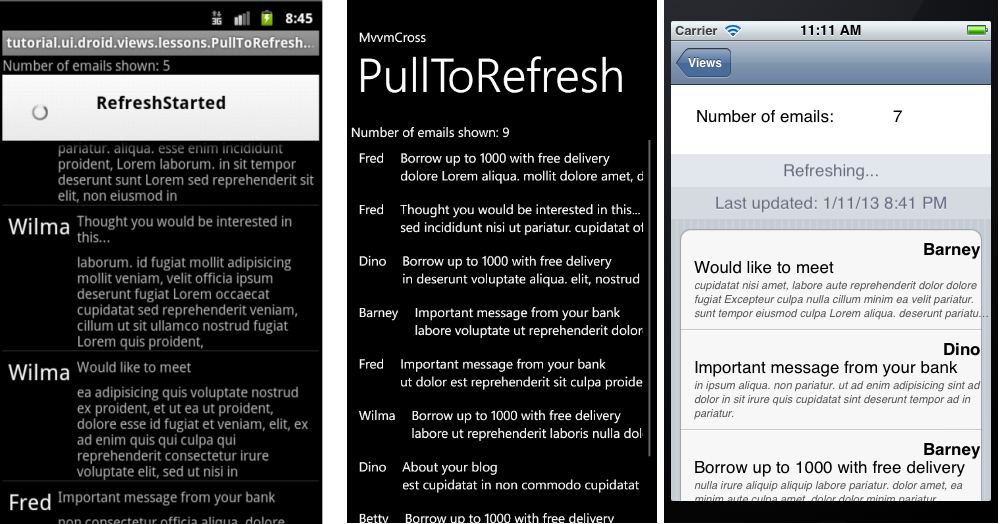 3G
8:45
tutorial.ui.droid.views.lessons.PullToRefresh...
Number of emails shown: 5
RefreshStarted
pariatur. aliqua. esse enim incididunt
proident, Lorem laborum. in sit tempor
deserunt sunt Lorem sed reprehenderit sit
elit, non eiusmod in
Wilma
Thought you would be interested in
this...
laborum. id fugiat mollit adipisicing
mollit veniam, velit officia ipsum
deserunt fugiat Lorem occaecat
cupidatat sed reprehenderit veniam,
cillum ut sit ullamco nostrud fugiat
Lorem quis proident,
Wilma
Would like to meet
ea adipisicing quis voluptate nostrud
ex proident, et ut ea ut proident,
dolore esse id fugiat et veniam, elit, ex
ad enim quis qui culpa qui
reprehenderit consectetur irure
voluptate elit, sed ut nisi in
Fred
Important message from your bank
non consectetur officia aliqua. dolore
MvvmCross
PullToRefresh
Number of emails shown: 9
Fred
Borrow up to 1000 with free delivery
dolore Lorem aliqua. mollit dolore amet, d
Fred
Thought you would be interested in this...
sed incididunt nisi ut pariatur. cupidatat of
Dino
Borrow up to 1000 with free delivery
in deserunt voluptate aliqua. elit, nostrud
Barney
Important message from your bank
labore voluptate ut reprehenderit dolor
Fred
Important message from your bank
ut dolor est reprehenderit sit culpa proide
Wilma
Borrow up to 1000 with free delivery
labore ut reprehenderit laboris nulla dol
Dino
About your blog
est cupidatat in non commodo cupidatat
Betty
Borrow up to 1000 with free delivery
Carrier
11:11 AM
Views
Number of emails:
7
Refreshing...
Last updated: 1/11/13 8:41 PM
Barney
Would like to meet
cupidatat nisi amet, labore aute reprehenderit dolor dolore
fugiat Excepteur culpa nulla cillum minim ea velit pariatur.
sunt tempor eiusmod culpa Lorem aliqua. deserunt pariatu...
Dino
Important message from your bank
in ipsum aliqua. non pariatur. ut ad enim adipisicing sint ad
dolor in sit irure quis cupidatat sint deserunt tempor ad in
pariatur.
Barney
Borrow up to 1000 with free delivery
nulla irure aliquip aliquip labore pariatur. dolor amet, ea
minim aute culpa amet, dolor dolor minim pariatur.